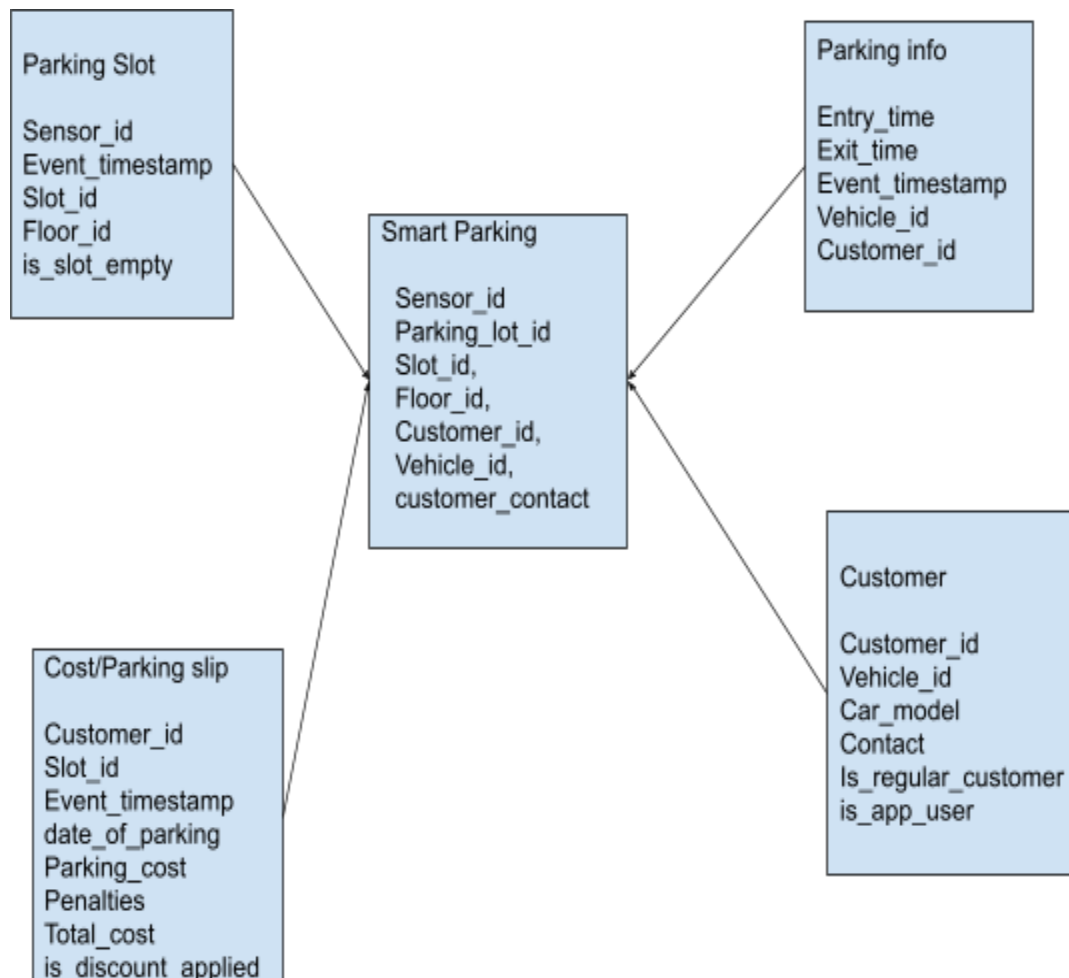 Parking Slot
Sensor_id
Event_timestamp
Slot_id
Floor_id
is_slot_empty
Parking info
Entry_time
Exit_time
Event_timestamp
Vehicle_id
Customer_id
Smart Parking
Sensor_id
Parking_lot_id
Slot_id,
Floor_id,
Customer_id,
Vehicle_id,
customer_contact
Cost/Parking slip
Customer_id
Slot_id
Event_timestamp
date_of_parking
Parking_cost
Penalties
Total_cost
is_discount_applied
Customer
Customer_id
Vehicle_id
Car_model
Contact
Is_regular_customer
is_app_user